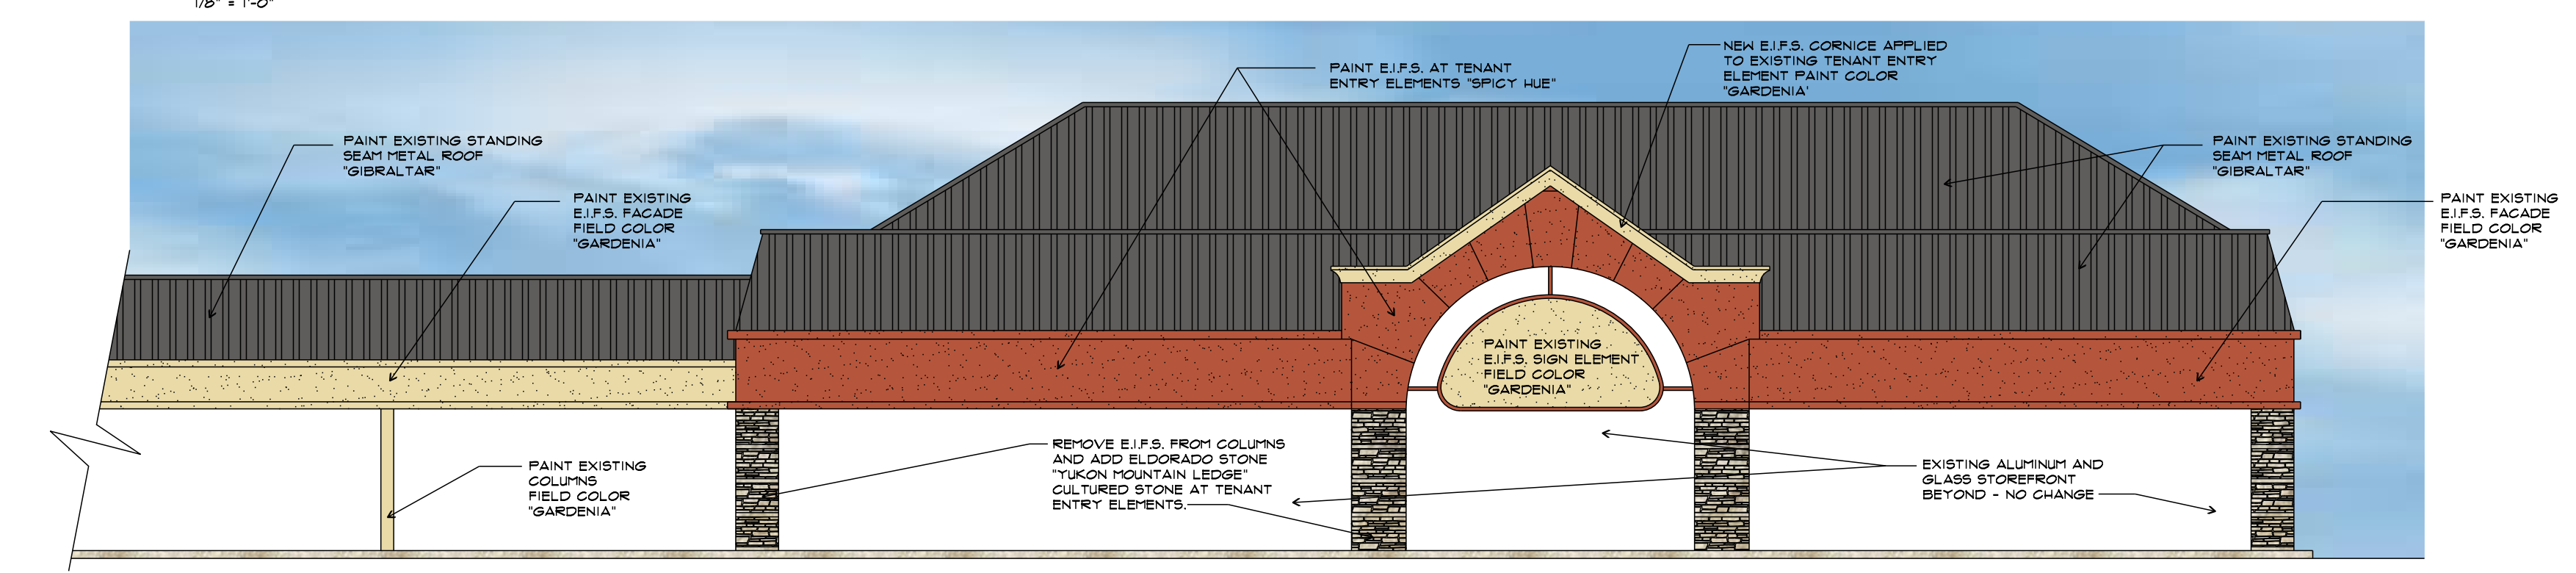 1/8" = 1'-0"
PAINT EXISTING STANDING
SEAM METAL ROOF
"GIBRALTAR"
PAINT EXISTING
E.I.F.S. FACADE
FIELD COLOR
"GARDENIA"
PAINT E.I.F.S. AT TENANT
ENTRY ELEMENTS "SPICY HUE"
NEW E.I.F.S. CORNICE APPLIED
TO EXISTING TENANT ENTRY
ELEMENT PAINT COLOR
"GARDENIA'
PAINT EXISTING STANDING
SEAM METAL ROOF
"GIBRALTAR"
PAINT EXISTING
E.I.F.S. FACADE
FIELD COLOR
"GARDENIA"
PAINT EXISTING
E.I.F.S. SIGN ELEMENT
FIELD COLOR
"GARDENIA"
PAINT EXISTING
COLUMNS
FIELD COLOR
"GARDENIA"
REMOVE E.I.F.S. FROM COLUMNS
AND ADD ELDORADO STONE
"YUKON MOUNTAIN LEDGE"
CULTURED STONE AT TENANT
ENTRY ELEMENTS.
EXISTING ALUMINUM AND
GLASS STOREFRONT
BEYOND - NO CHANGE